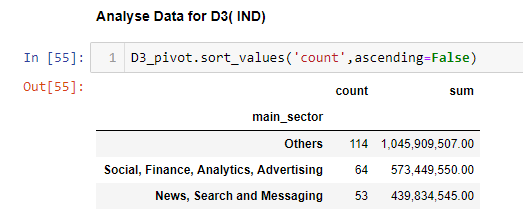 Analyse Data for D3( IND)
In [55]: 1 D3_pivot.sort_values('count',ascending=False)
Out[55]:
count sum
main_sector
Others 114 1,045,909,507.00
Social, Finance, Analytics, Advertising 64 573,449,550.00
News, Search and Messaging 53 439,834,545.00